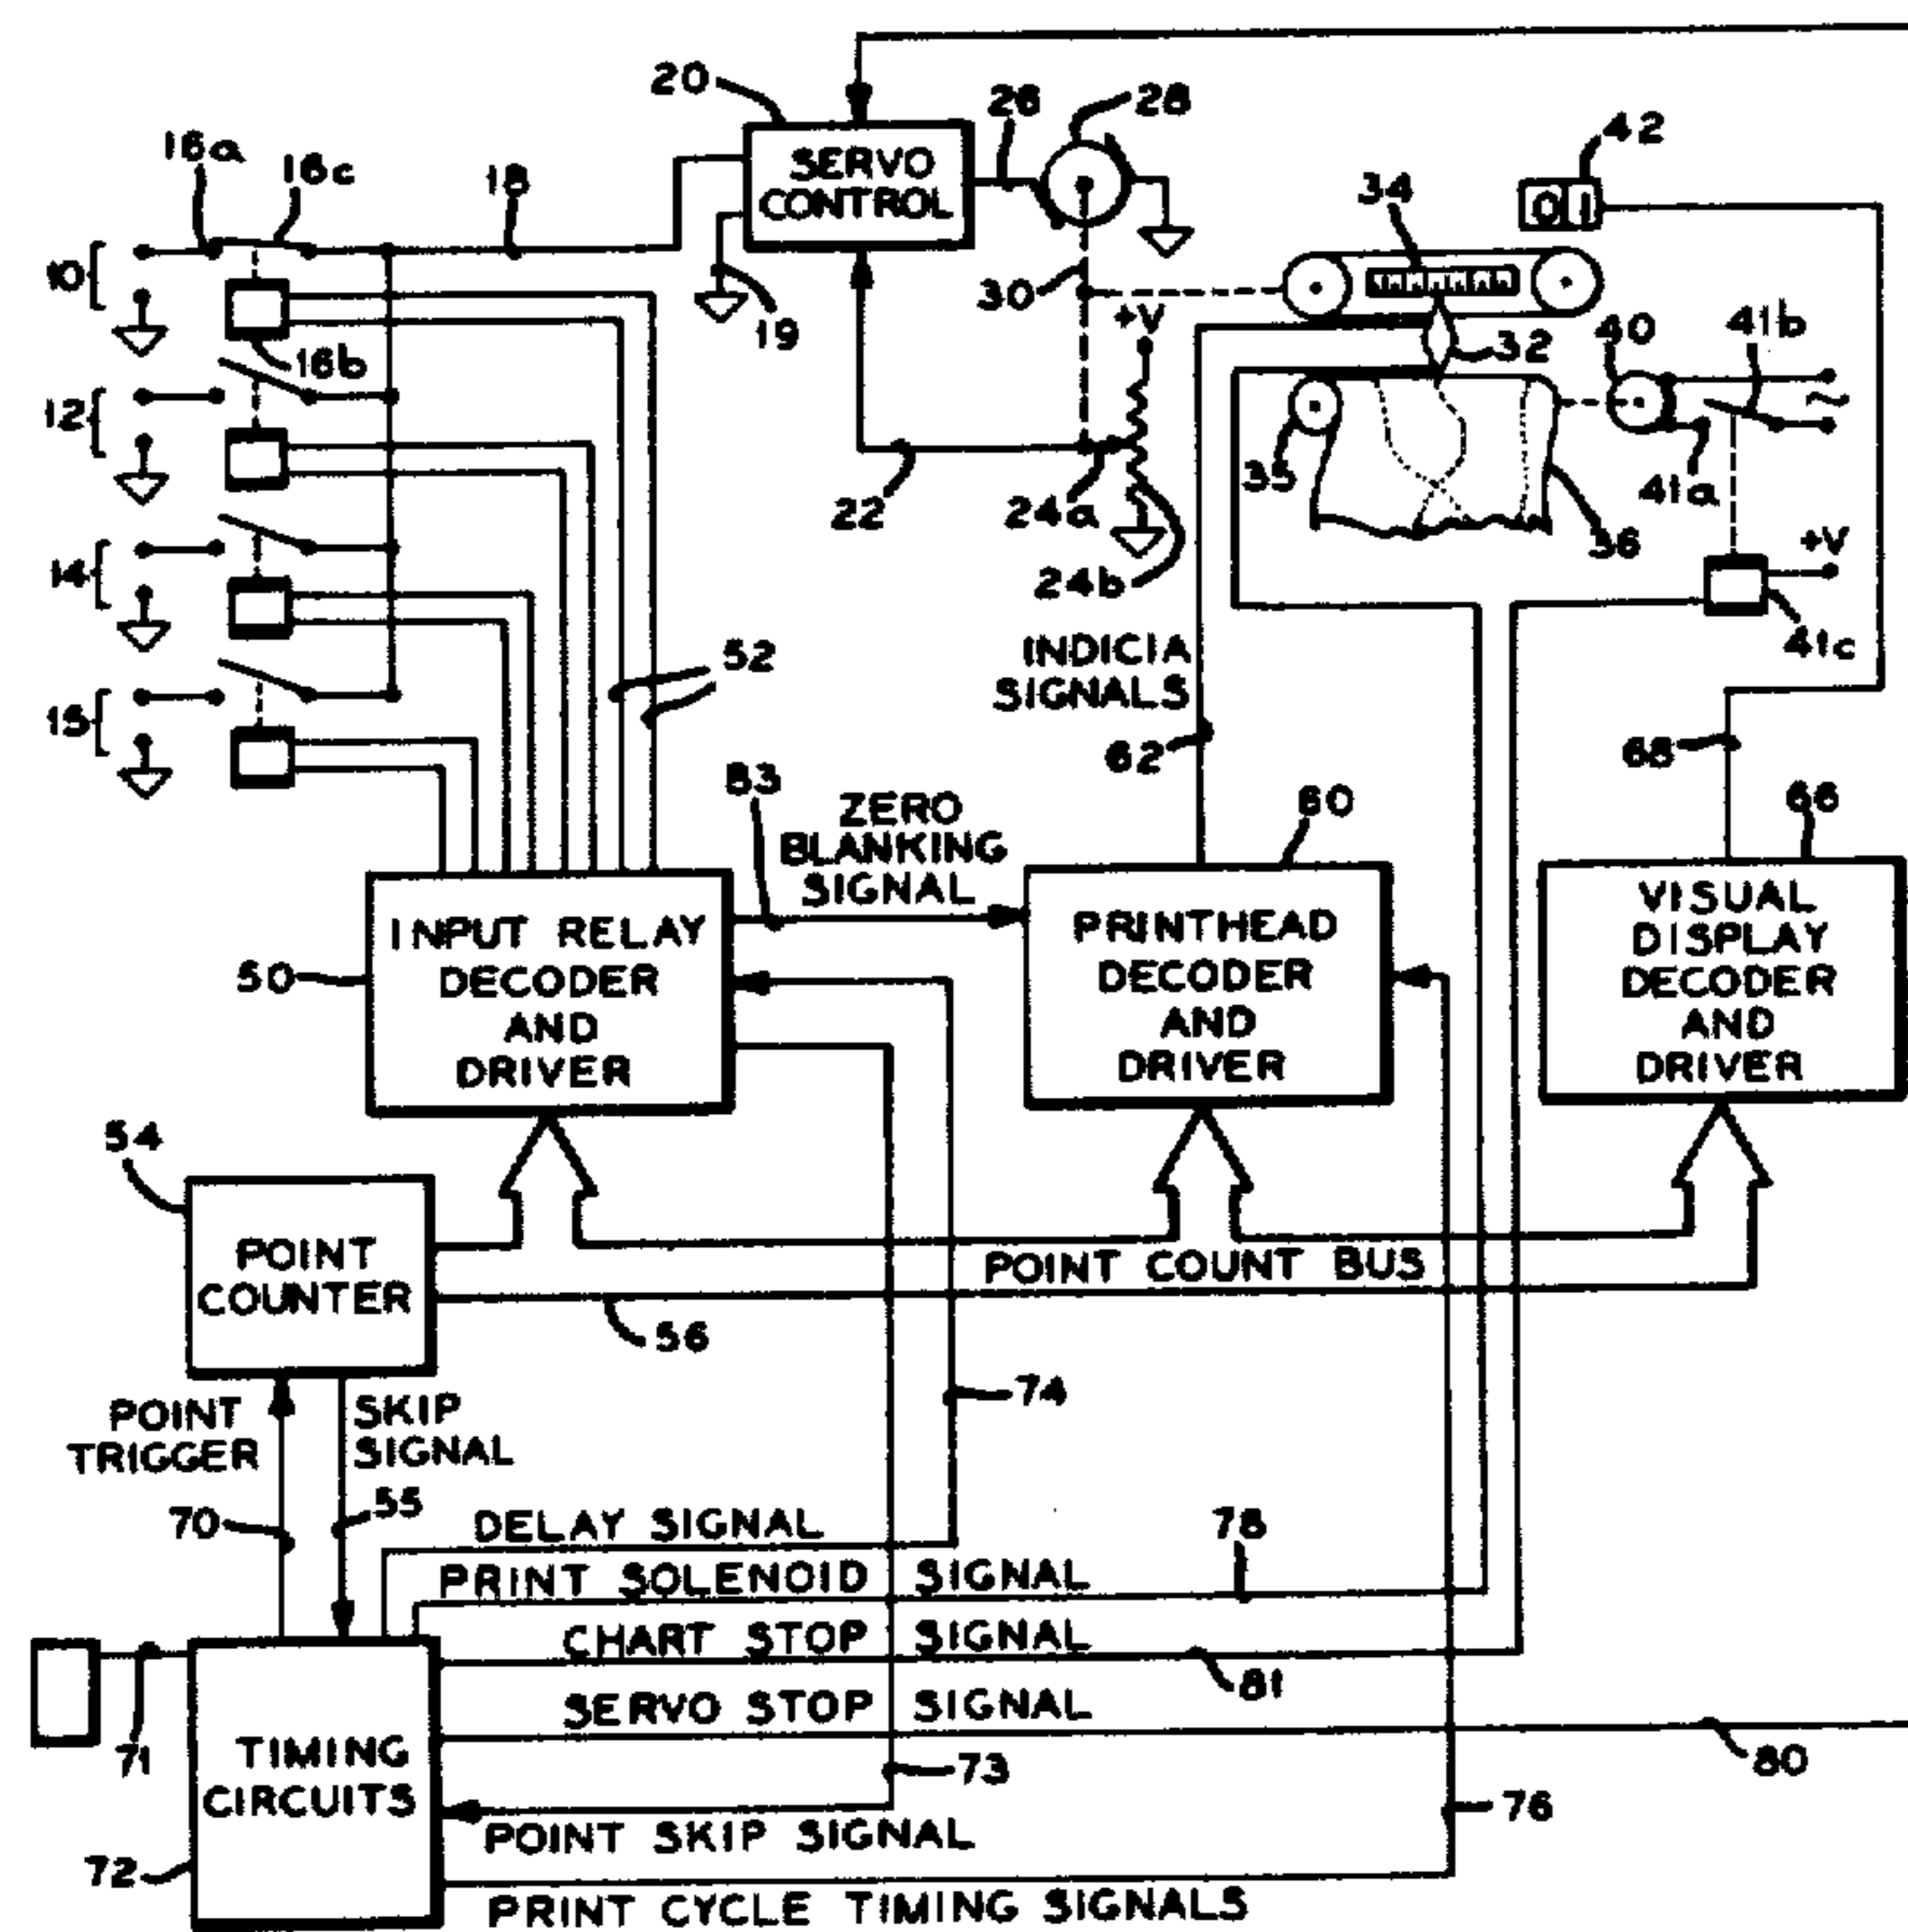 20
26
28
42
16a
16c
18
34
SERVO
CONTROL
01
10
30
19
+V
32
40
41b
16b
12
35
41a
22
24a
36
14
24b
+V
41c
52
INDICIA
SIGNALS
15
62
68
83
ZERO
BLANKING
SIGNAL
60
66
INPUT RELAY
DECODER
AND
DRIVER
50
PRINTHEAD
DECODER
AND
DRIVER
VISUAL
DISPLAY
DECODER
AND
DRIVER
54
POINT
COUNTER
POINT COUNT BUS
56
74
POINT
TRIGGER
SKIP
SIGNAL
70
55
DELAY SIGNAL
78
PRINT SOLENOID SIGNAL
CHART STOP SIGNAL
81
SERVO STOP SIGNAL
71
TIMING
CIRCUITS
73
80
76
POINT SKIP SIGNAL
72
PRINT CYCLE TIMING SIGNALS